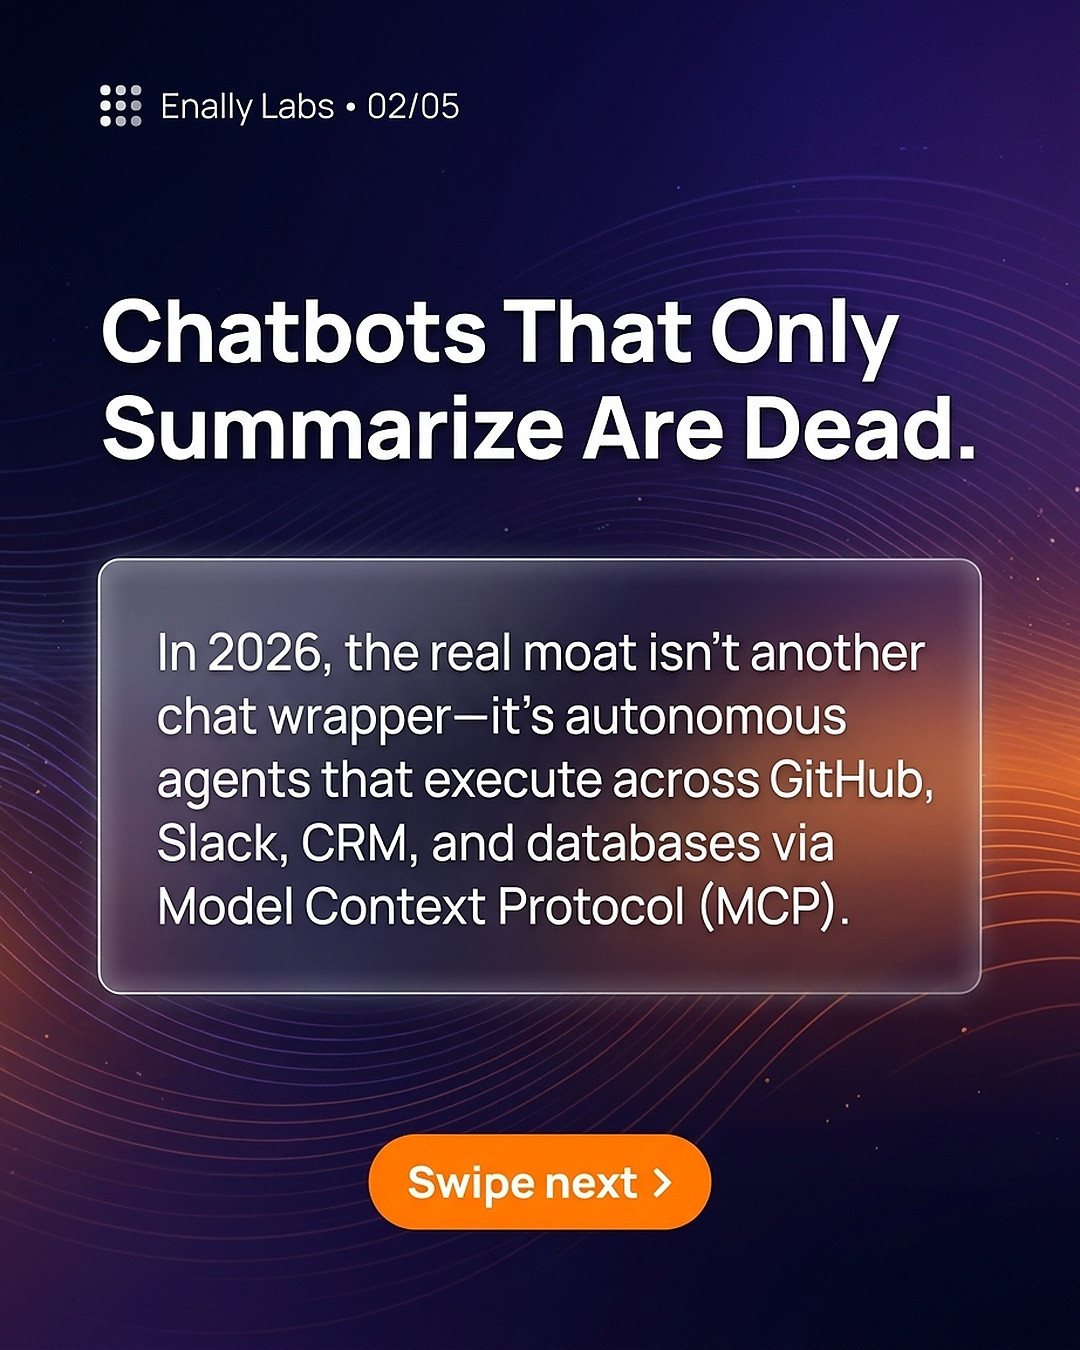 Enally Labs • 02/05
Chatbots That Only
Summarize Are Dead.
In 2026, the real moat isn’t another
chat wrapper—it’s autonomous
agents that execute across GitHub,
Slack, CRM, and databases via
Model Context Protocol (MCP).
Swipe next >